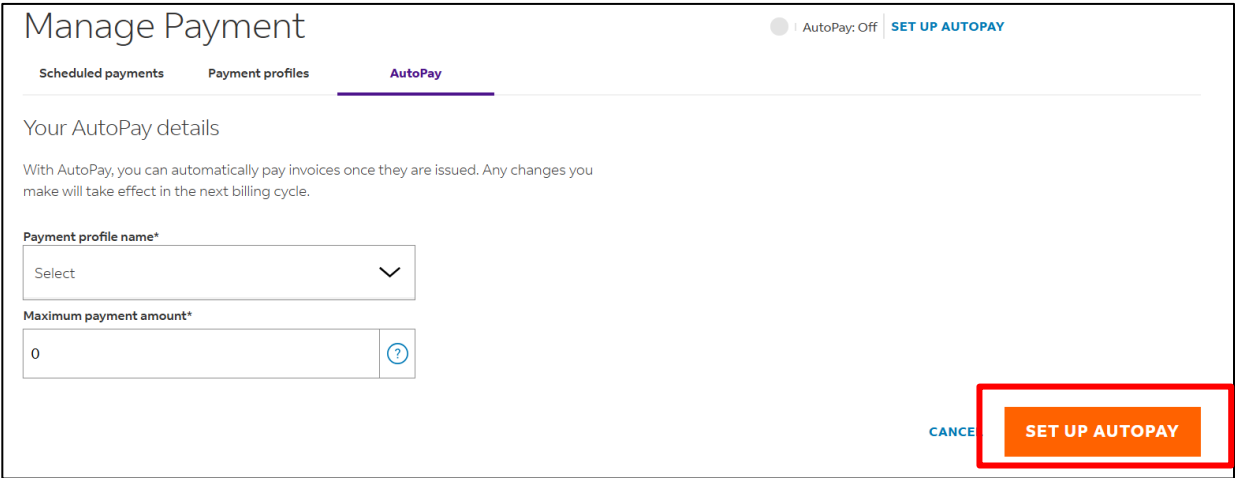 Manage Payment
AutoPay: Off SET UP AUTOPAY
Scheduled payments Payment profiles AutoPay
Your AutoPay details
With AutoPay, you can automatically pay invoices once they are issued. Any changes you
make will take effect in the next billing cycle.
Payment profile name*
Select
Maximum payment amount*
0 ?
CANCEL SET UP AUTOPAY